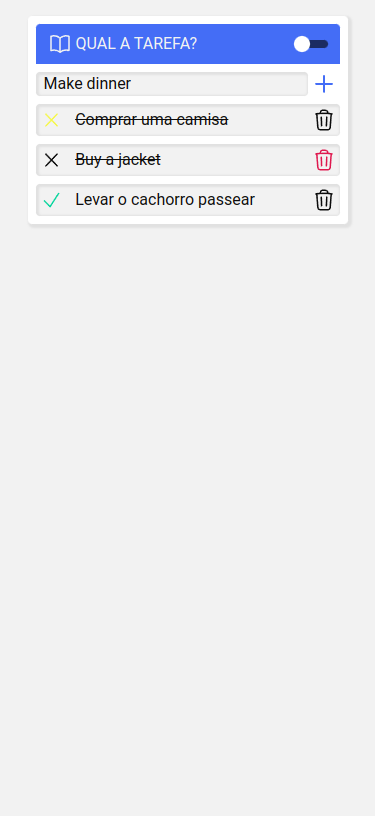 QUAL A TAREFA?
Make dinner
Comprar uma camisa
Buy a jacket
Levar o cachorro passear